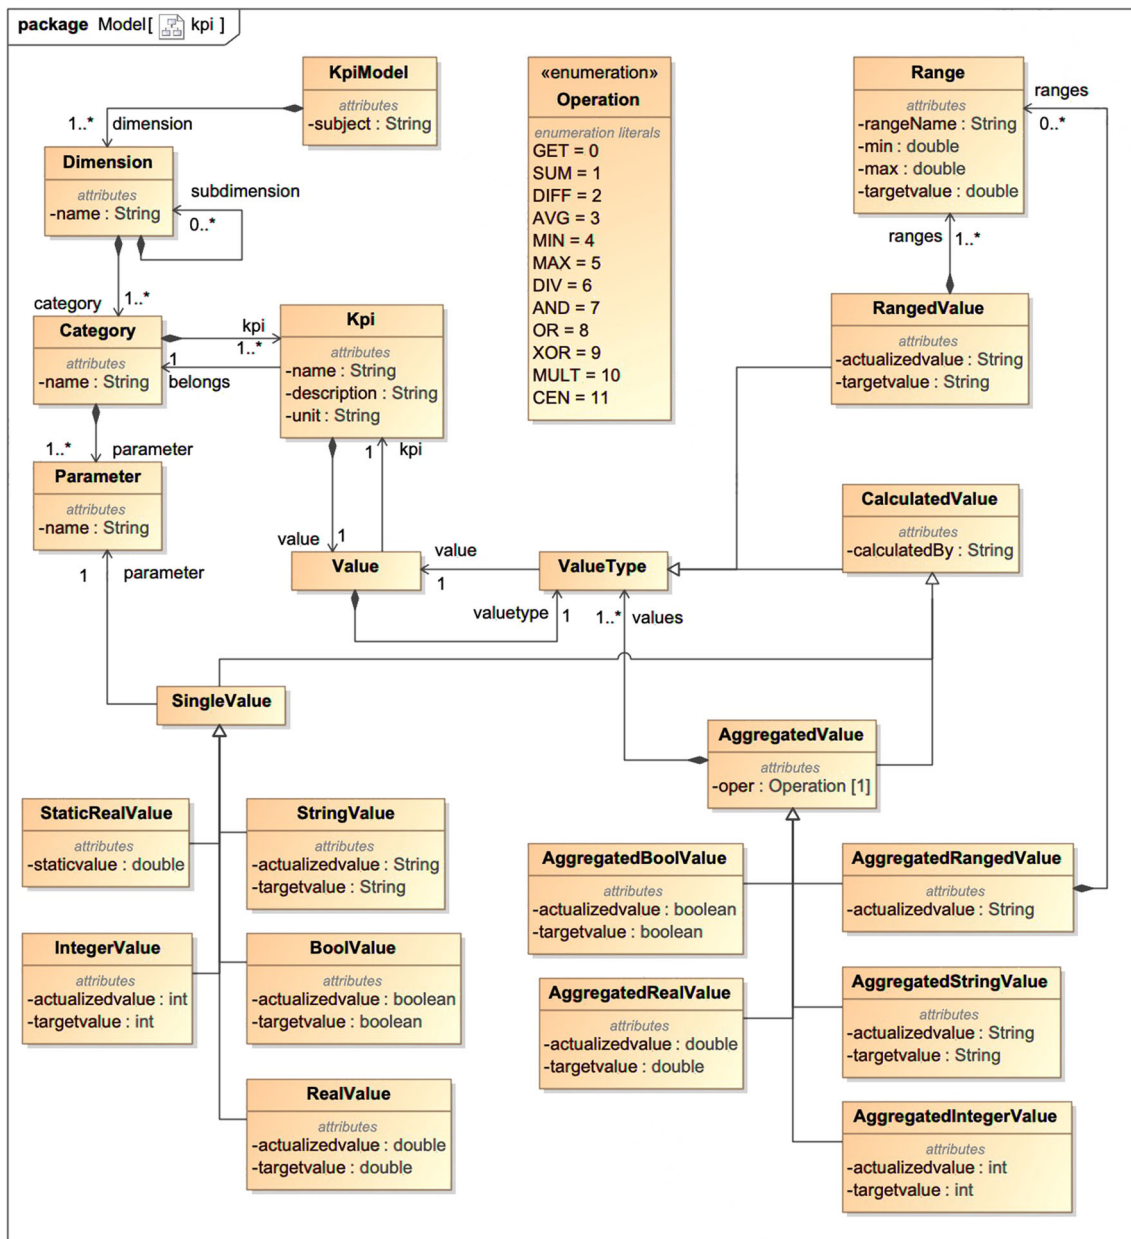 package Model[ kpi ]
KpiModel
attributes
-subject : String
1..*
dimension
Dimension
attributes
-name : String
subdimension
0..*
category
1..*
Category
attributes
-name : String
kpi
1..*
1
belongs
Kpi
attributes
-name : String
-description : String
-unit : String
1..*
parameter
Parameter
attributes
-name : String
1
parameter
1
kpi
value
1
Value
value
1
valuetype
1
ValueType
1..*
values
«enumeration»
Operation
enumeration literals
GET = 0
SUM = 1
DIFF = 2
AVG = 3
MIN = 4
MAX = 5
DIV = 6
AND = 7
OR = 8
XOR = 9
MULT = 10
CEN = 11
Range
attributes
-rangeName : String
-min : double
-max : double
-targetvalue : double
ranges
0..*
ranges
1..*
RangedValue
attributes
-actualizedvalue : String
-targetvalue : String
CalculatedValue
attributes
-calculatedBy : String
SingleValue
AggregatedValue
attributes
-oper : Operation [1]
StaticRealValue
attributes
-staticvalue : double
StringValue
attributes
-actualizedvalue : String
-targetvalue : String
IntegerValue
attributes
-actualizedvalue : int
-targetvalue : int
BoolValue
attributes
-actualizedvalue : boolean
-targetvalue : boolean
RealValue
attributes
-actualizedvalue : double
-targetvalue : double
AggregatedBoolValue
attributes
-actualizedvalue : boolean
-targetvalue : boolean
AggregatedRangedValue
attributes
-actualizedvalue : String
AggregatedRealValue
attributes
-actualizedvalue : double
-targetvalue : double
AggregatedStringValue
attributes
-actualizedvalue : String
-targetvalue : String
AggregatedIntegerValue
attributes
-actualizedvalue : int
-targetvalue : int